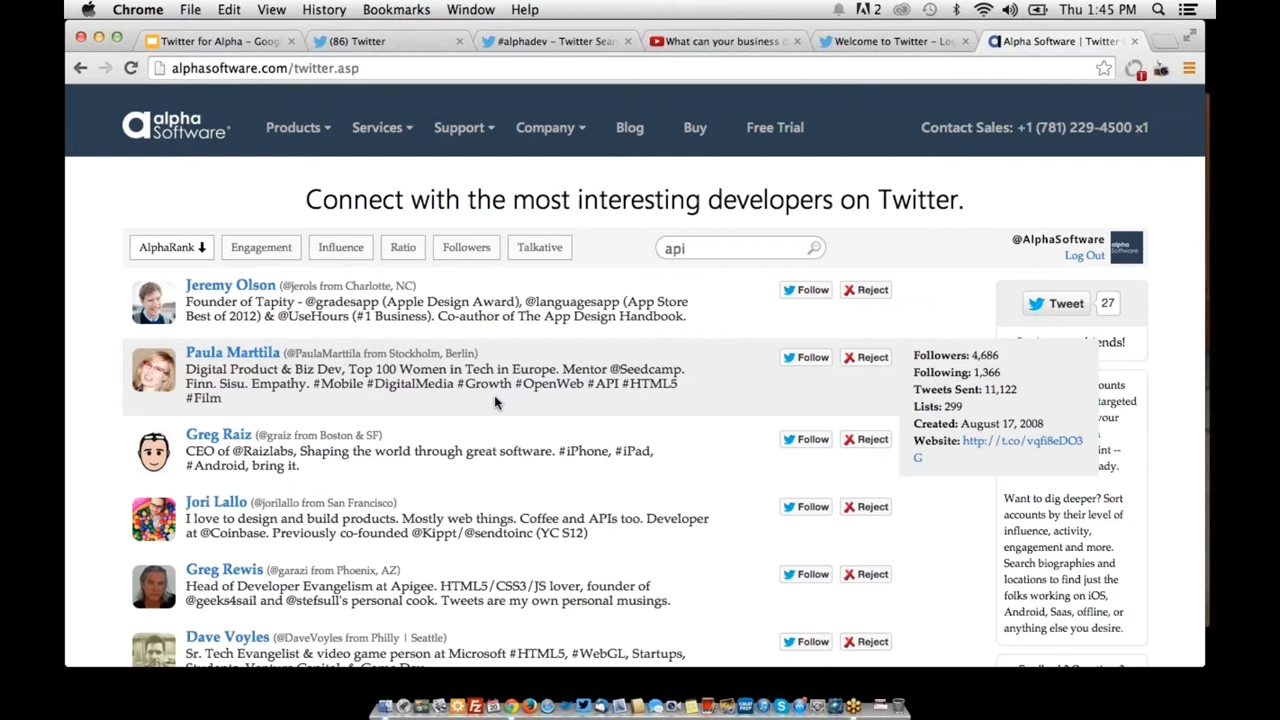 Chrome File Edit View History Bookmarks Window Help 2 Thu 1:45 PM
Twitter for Alpha - Goog
(86) Twitter
#alphadev - Twitter Sear
What can your business d
Welcome to Twitter - Lo
Alpha Software | Twitter
alphasoftware.com/twitter.asp
alpha Software
Products Services Support Company Blog Buy Free Trial Contact Sales: +1 (781) 229-4500 x1
Connect with the most interesting developers on Twitter.
AlphaRank Engagement Influence Ratio Followers Talkative api
@AlphaSoftware
Log Out
alpha Software
Jeremy Olson (@jerols from Charlotte, NC)
Founder of Tapity - @gradesapp (Apple Design Award), @languagesapp (App Store
Best of 2012) & @UseHours (#1 Business). Co-author of The App Design Handbook.
Follow Reject
Tweet 27
Paula Marttila (@PaulaMarttila from Stockholm, Berlin)
Digital Product & Biz Dev, Top 100 Women in Tech in Europe. Mentor @Seedcamp.
Finn. Sisu. Empathy. #Mobile #DigitalMedia #Growth #OpenWeb #API #HTML5
#Film
Follow Reject
Followers: 4,686
Following: 1,366
Tweets Sent: 11,122
Lists: 299
Created: August 17, 2008
Website: http://t.co/vqfi8eDO3
G
Greg Raiz (@graiz from Boston & SF)
CEO of @Raizlabs, Shaping the world through great software. #iPhone, #iPad,
#Android, bring it.
Follow Reject
Jori Lallo (@jorilallo from San Francisco)
I love to design and build products. Mostly web things. Coffee and APIs too. Developer
at @Coinbase. Previously co-founded @Kippt/@sendtoinc (YC S12)
Follow Reject
Greg Rewis (@garazi from Phoenix, AZ)
Head of Developer Evangelism at Apigee. HTML5/CSS3/JS lover, founder of
@geeks4sail and @stefsull's personal cook. Tweets are my own personal musings.
Follow Reject
Dave Voyles (@DaveVoyles from Philly | Seattle)
Sr. Tech Evangelist & video game person at Microsoft #HTML5, #WebGL, Startups,
Follow Reject
Want to dig deeper? Sort
accounts by their level of
influence, activity,
engagement and more.
Search biographies and
locations to find just the
folks working on iOS,
Android, Saas, offline, or
anything else you desire.